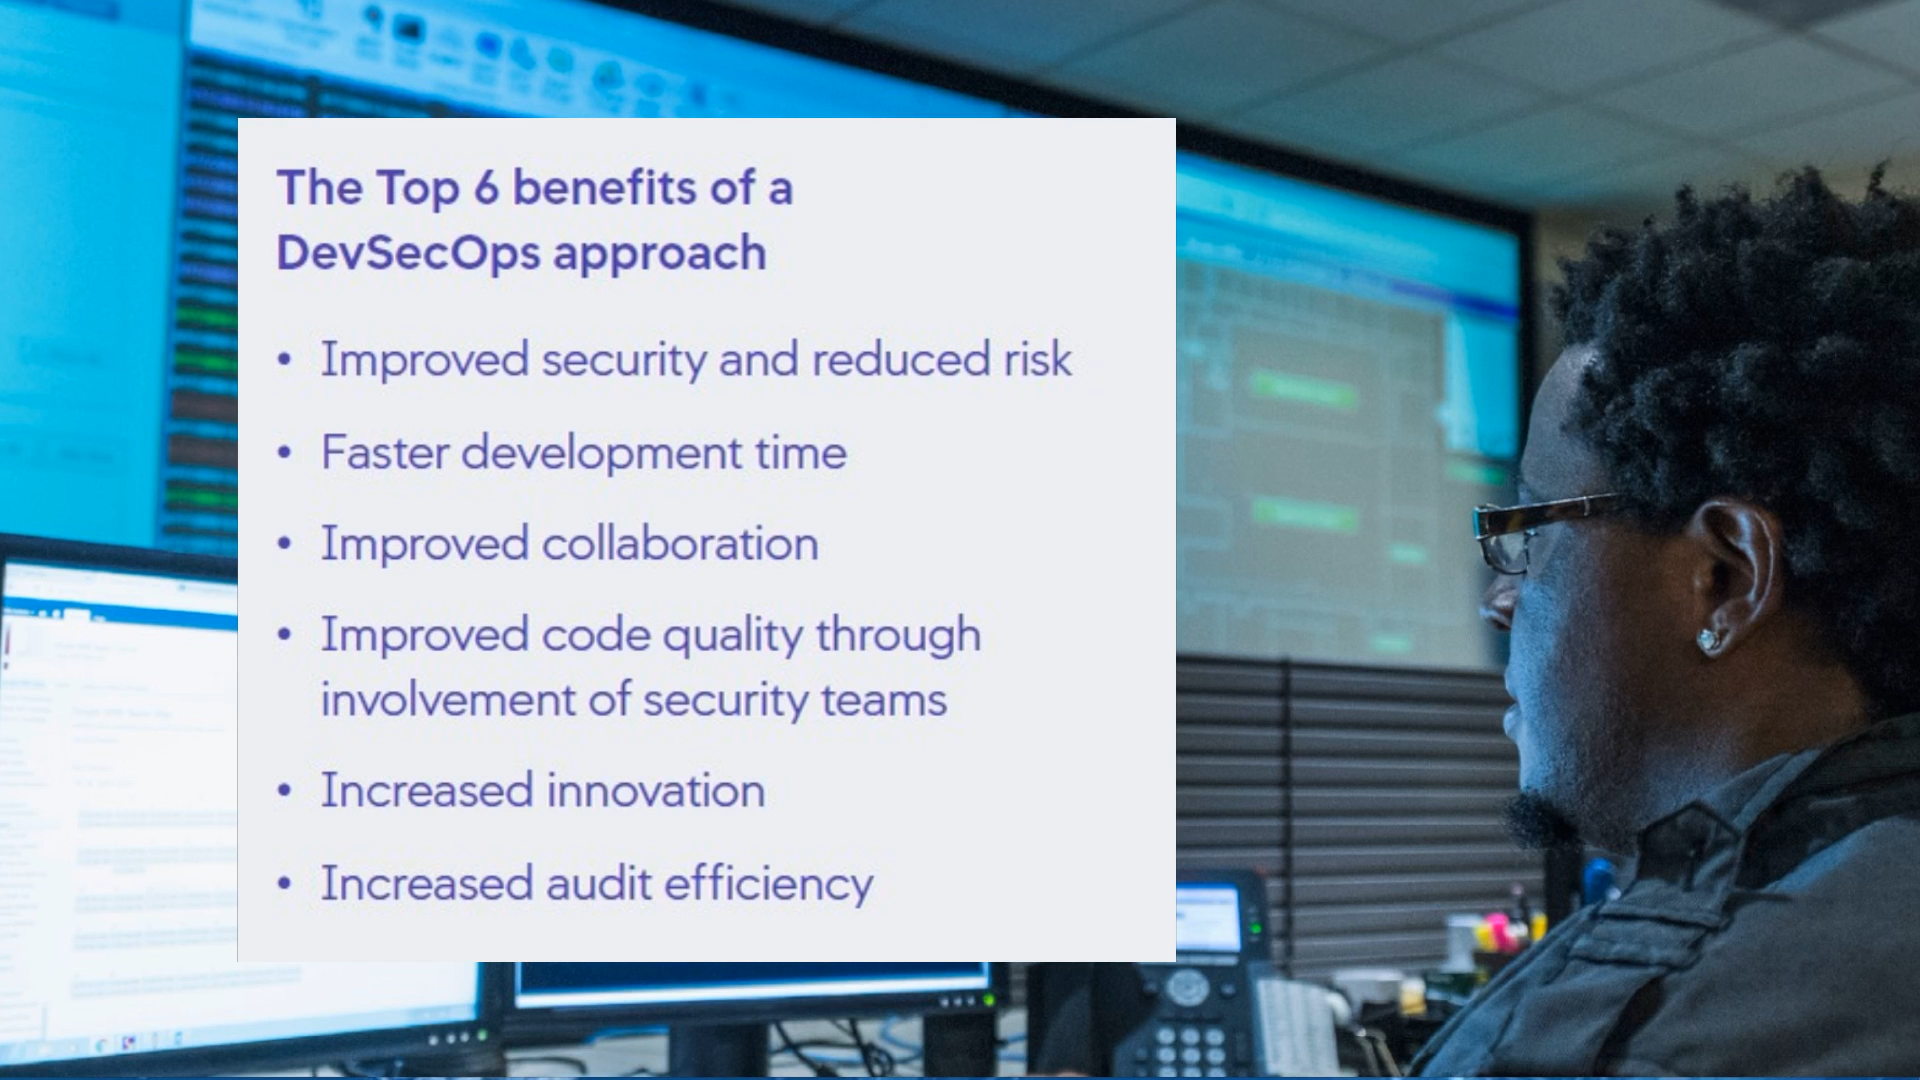 The Top 6 benefits of a
DevSecOps approach
• Improved security and reduced risk
• Faster development time
• Improved collaboration
• Improved code quality through
involvement of security teams
• Increased innovation
• Increased audit efficiency